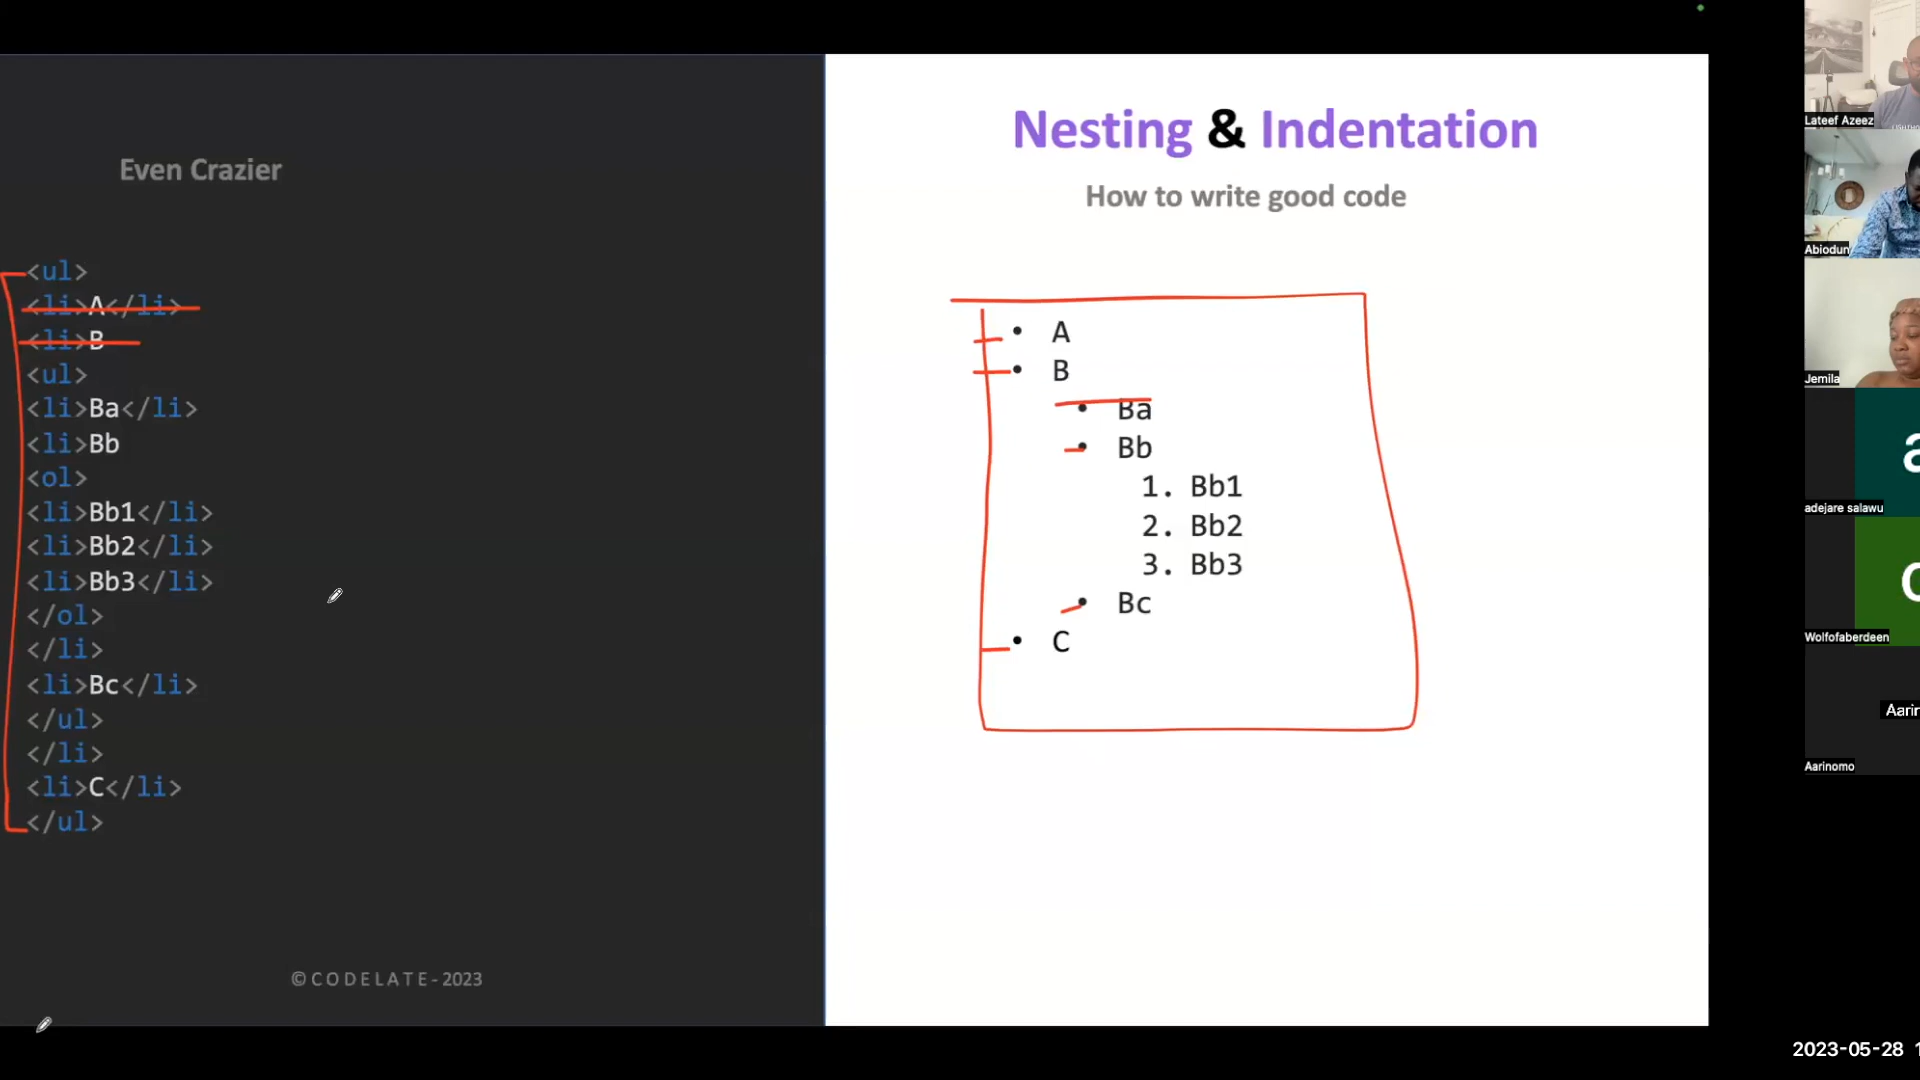 Even Crazier
<ul>
<li>A</li>
<li>B
<ul>
<li>Ba</li>
<li>Bb
<ol>
<li>Bb1</li>
<li>Bb2</li>
<li>Bb3</li>
</ol>
</li>
<li>Bc</li>
</ul>
</li>
<li>C</li>
</ul>
©CODELATE-2023
Nesting & Indentation
How to write good code
• A
• B
• Ba
• Bb
1. Bb1
2. Bb2
3. Bb3
• Bc
• C
Lateef Azeez
Abiodun
Jemila
a
adejare salawu
Wolfofaberdeen
Aarin
Aarinomo
2023-05-28 1